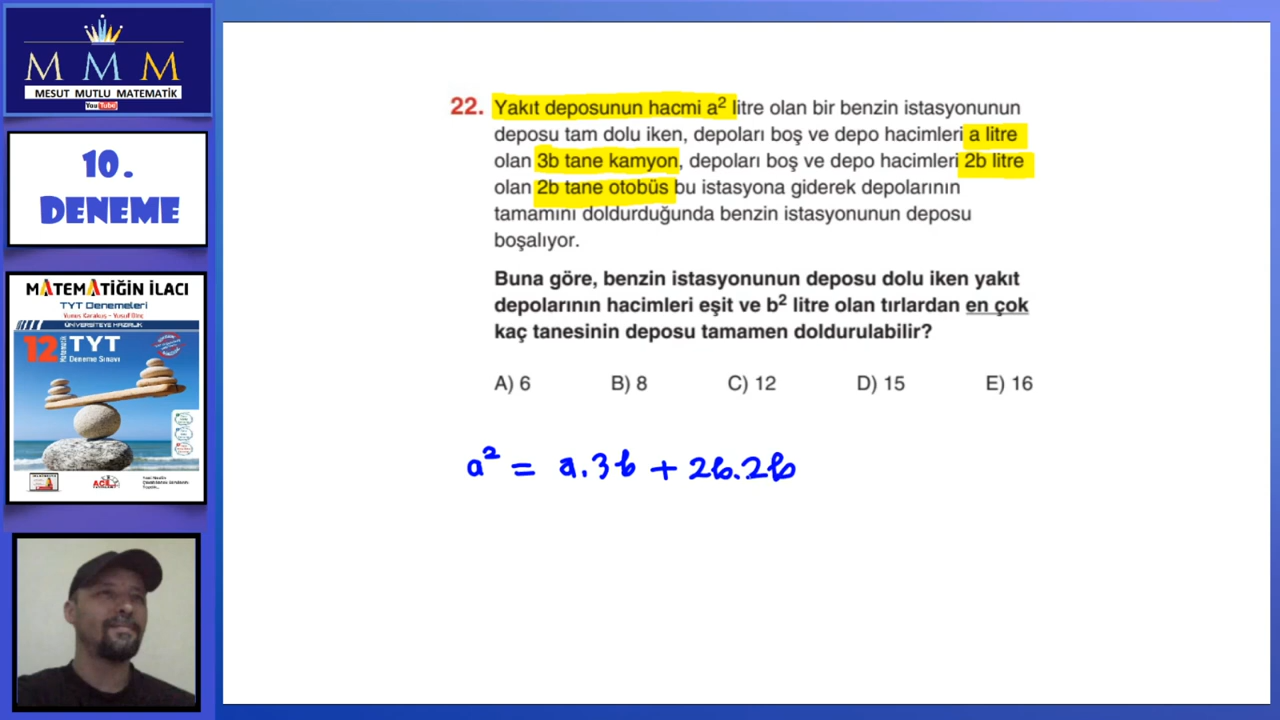 M M M
MESUT MUTLU MATEMATİK
YouTube
10.
DENEME
MATEMATİĞİN İLACI
TYT Denemeleri
Yunus Karakuş - Yusuf Dinç
ÜNİVERSİTEYE HAZIRLIK
12 Matematik TYT
Deneme Sınavı
22. Yakıt deposunun hacmi a² litre olan bir benzin istasyonunun
deposu tam dolu iken, depoları boş ve depo hacimleri a litre
olan 3b tane kamyon, depoları boş ve depo hacimleri 2b litre
olan 2b tane otobüs bu istasyona giderek depolarının
tamamını doldurduğunda benzin istasyonunun deposu
boşalıyor.
Buna göre, benzin istasyonunun deposu dolu iken yakıt
depolarının hacimleri eşit ve b² litre olan tırlardan en çok
kaç tanesinin deposu tamamen doldurulabilir?
A) 6 B) 8 C) 12 D) 15 E) 16
a² = a.3b + 2b.2b